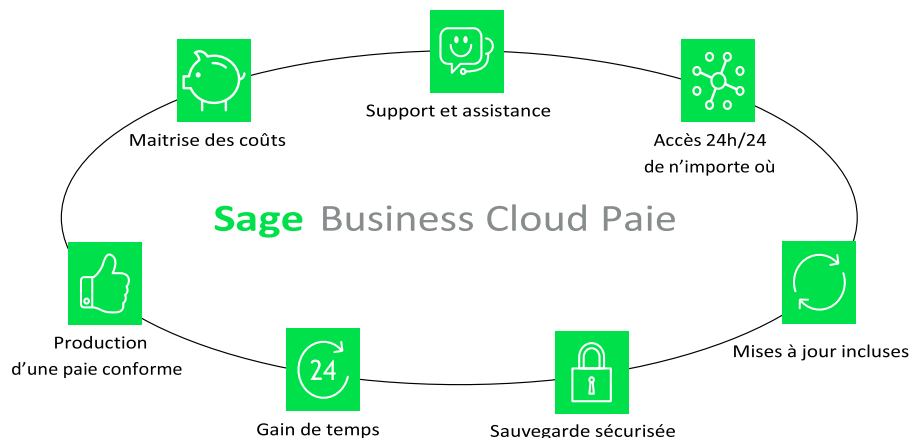 Support et assistance
Maitrise des coûts
Accès 24h/24
de n’importe où
Sage Business Cloud Paie
Production
d’une paie conforme
Mises à jour incluses
24
Gain de temps
Sauvegarde sécurisée